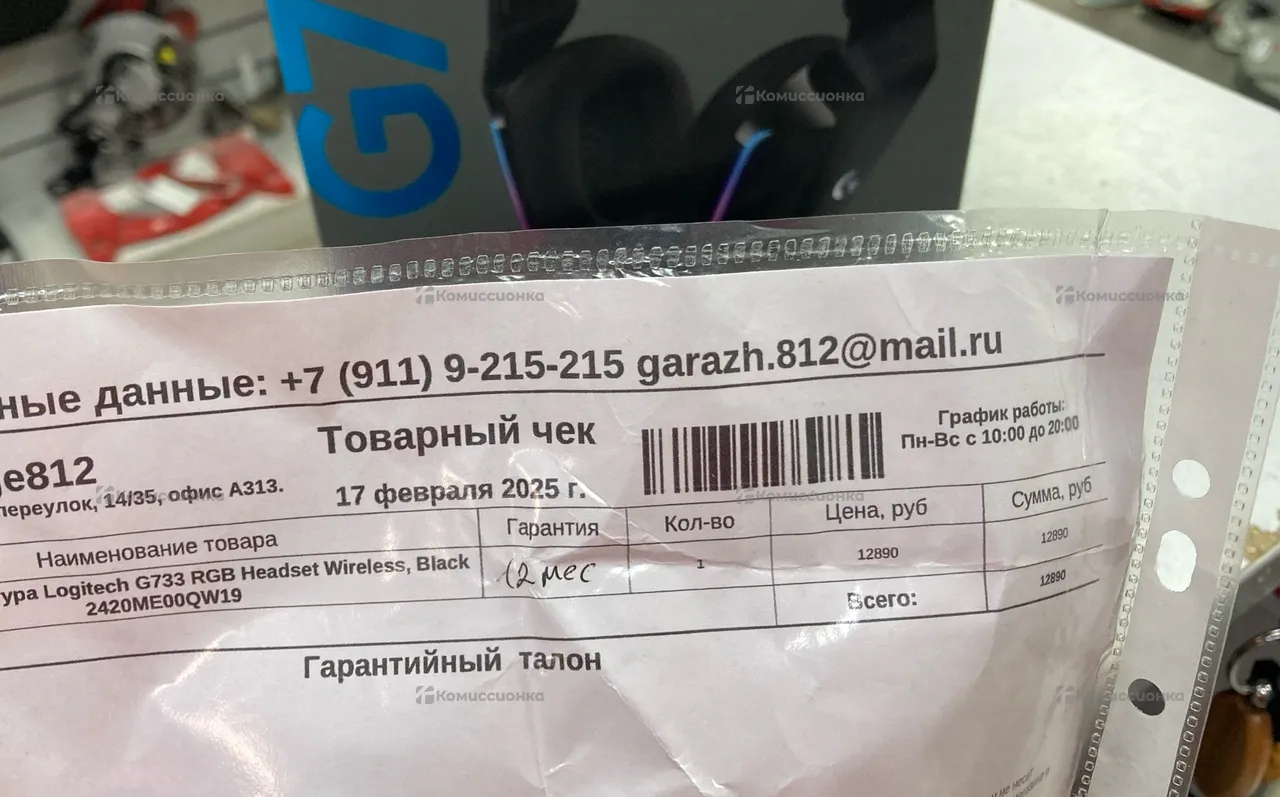 G7
Комиссионка
Комиссионка
Комиссионка
Комиссионка
ные данные: +7 (911) 9-215-215 garazh.812@mail.ru
Товарный чек
График работы:
Пн-Вс с 10:00 до 20:00
e812
переулок, 14/35, офис А313.
17 февраля 2025 г.
Комиссионка
Наименование товара Гарантия Кол-во Цена, руб Сумма, руб
ура Logitech G733 RGB Headset Wireless, Black 12 мес 1 12890 12890
2420ME00QW19
Всего: 12890
Гарантийный талон
Комиссионка
Комиссионка